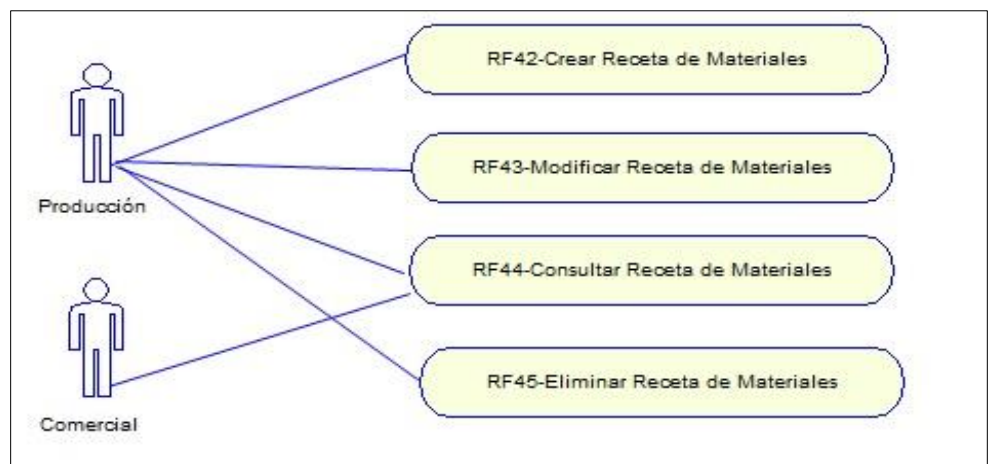 RF42-Crear Receta de Materiales
RF43-Modificar Receta de Materiales
Producción
RF44-Consultar Receta de Materiales
RF45-Eliminar Receta de Materiales
Comercial